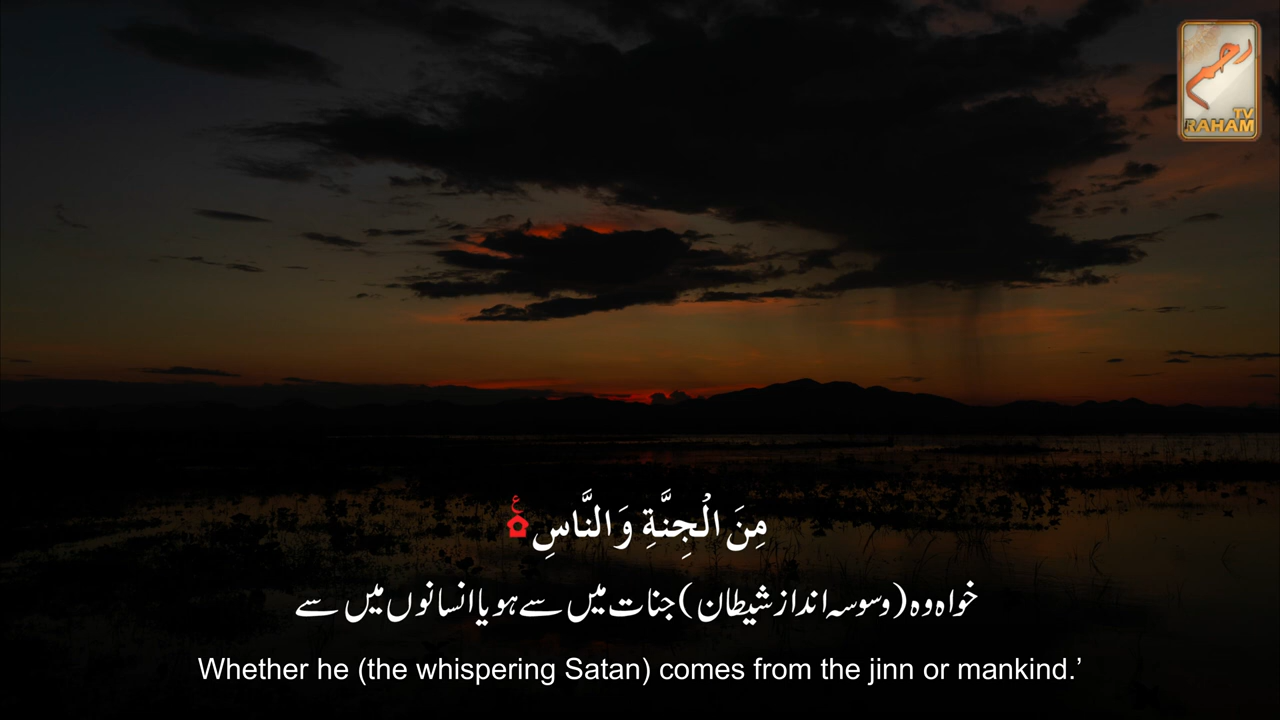 رحم
TV
RAHAM
مِنَ الْجِنَّةِ وَ النَّاسِ
خواہ وہ (وسوسہ انداز شیطان) جنات میں سے ہو یا انسانوں میں سے
Whether he (the whispering Satan) comes from the jinn or mankind.’